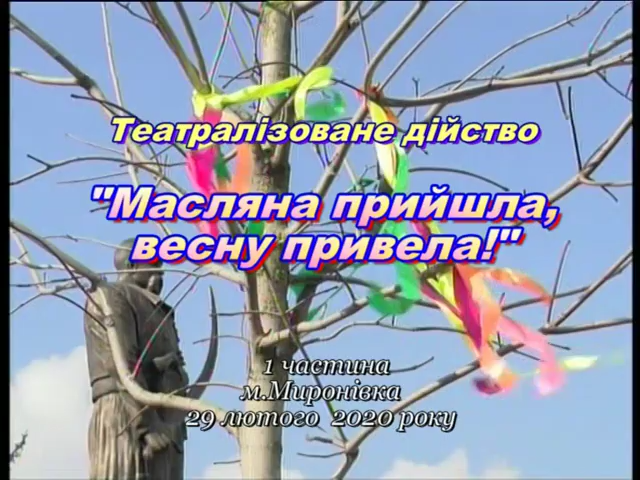 Театралізоване дійство
"Масляна прийшла,
весну привела!"
1 частина
м.Миронівка
29 лютого 2020 року